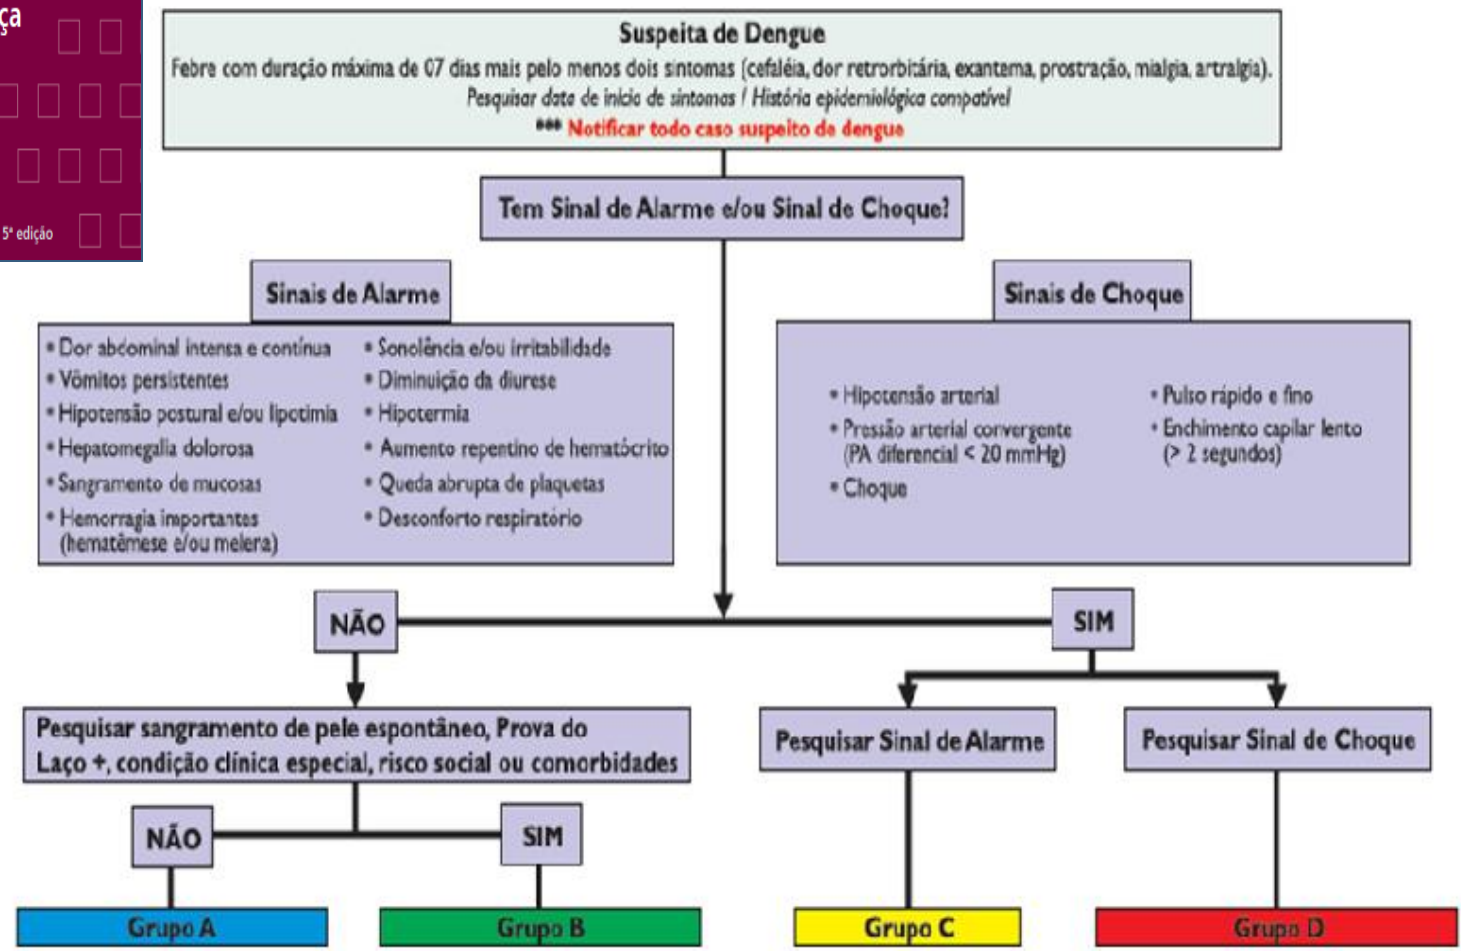 ça
5ª edição
Suspeita de Dengue
Febre com duração máxima de 07 dias mais pelo menos dois sintomas (cefaléia, dor retrorbitária, exantema, prostração, mialgia, artralgia).
Pesquisar data de início de sintomas / História epidemiológica compatível
*** Notificar todo caso suspeito de dengue
Tem Sinal de Alarme e/ou Sinal de Choque?
Sinais de Alarme
• Dor abdominal intensa e contínua
• Vômitos persistentes
• Hipotensão postural e/ou lipotimia
• Hepatomegalia dolorosa
• Sangramento de mucosas
• Hemorragia importantes
(hematêmese e/ou melena)
• Sonolência e/ou irritabilidade
• Diminuição da diurese
• Hipotermia
• Aumento repentino de hematócrito
• Queda abrupta de plaquetas
• Desconforto respiratório
Sinais de Choque
• Hipotensão arterial
• Pressão arterial convergente
(PA diferencial < 20 mmHg)
• Choque
• Pulso rápido e fino
• Enchimento capilar lento
(> 2 segundos)
NÃO
SIM
Pesquisar sangramento de pele espontâneo, Prova do
Laço +, condição clínica especial, risco social ou comorbidades
Pesquisar Sinal de Alarme
Pesquisar Sinal de Choque
NÃO
SIM
Grupo A
Grupo B
Grupo C
Grupo D